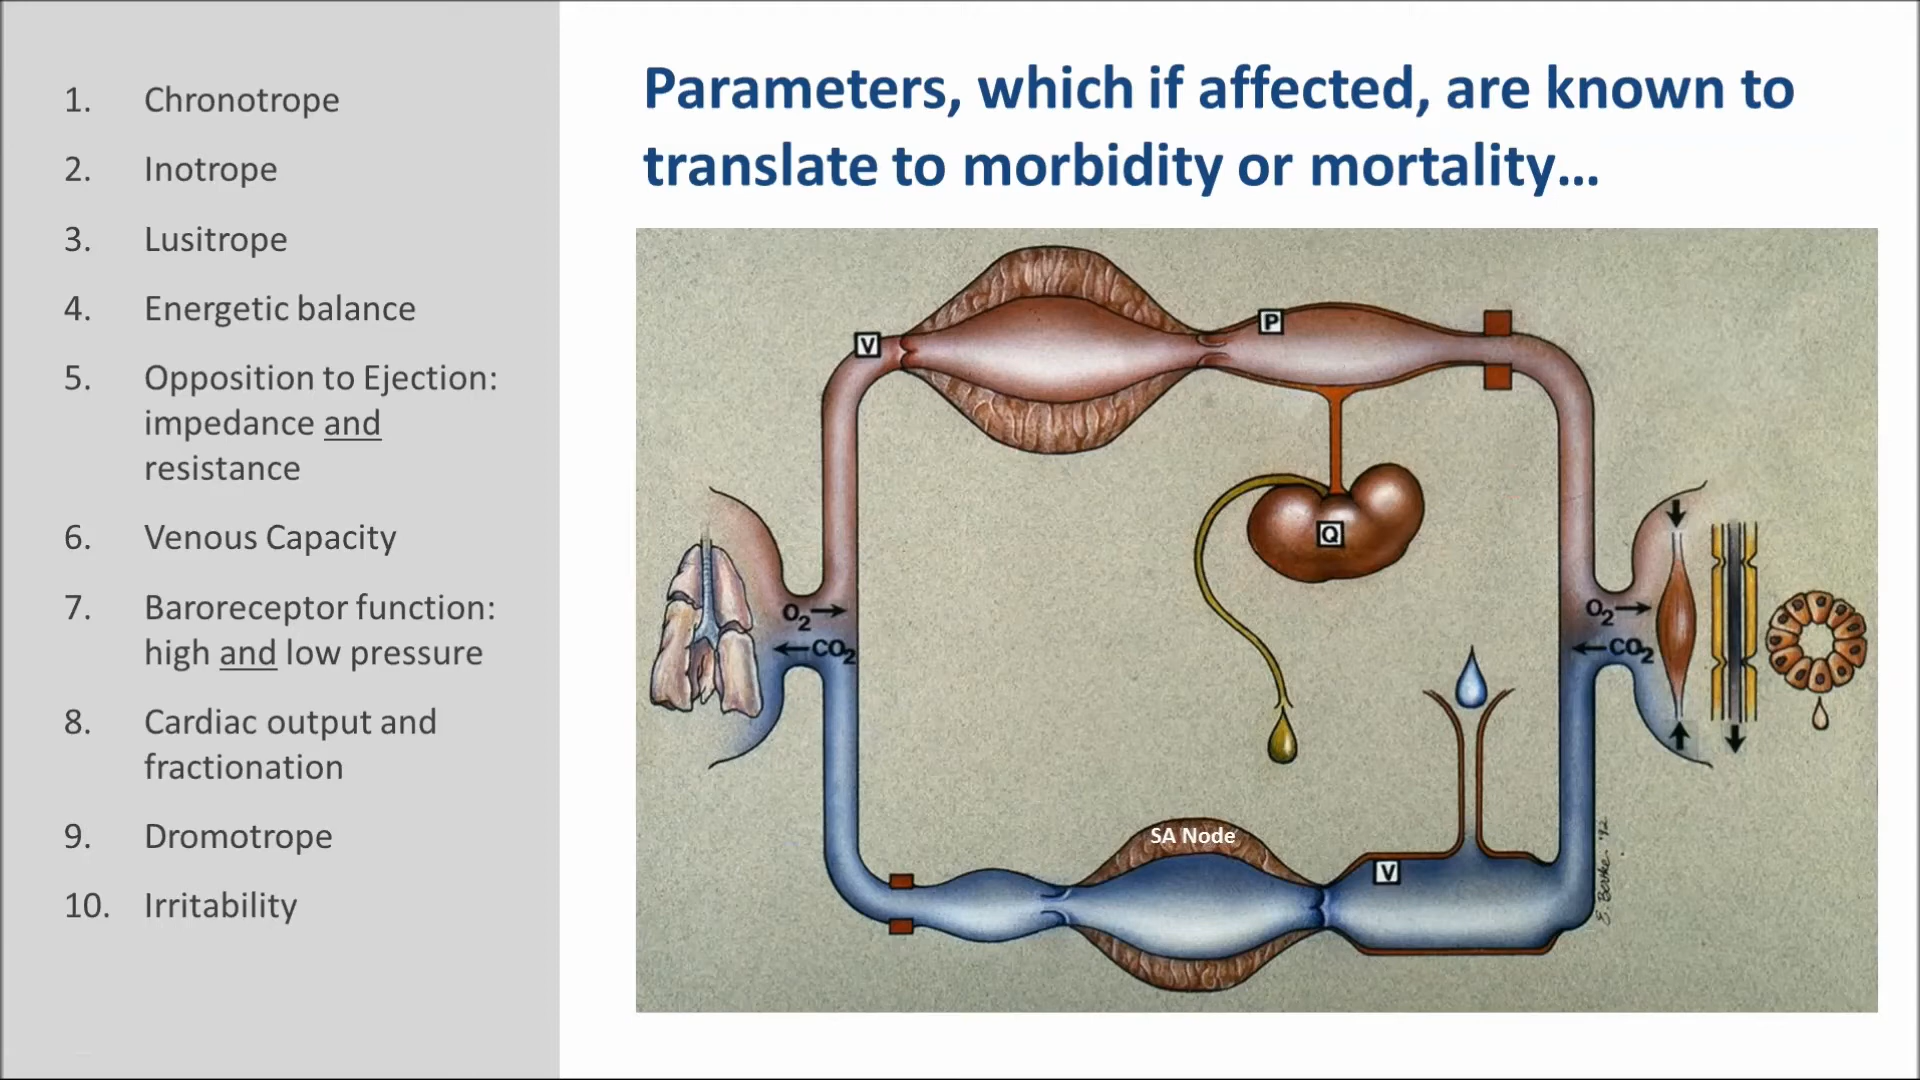 Parameters, which if affected, are known to
translate to morbidity or mortality...
1. Chronotrope
2. Inotrope
3. Lusitrope
4. Energetic balance
5. Opposition to Ejection:
impedance and
resistance
6. Venous Capacity
7. Baroreceptor function:
high and low pressure
8. Cardiac output and
fractionation
9. Dromotrope
10. Irritability
V
P
Q
O2
CO2
O2
CO2
SA Node
V
E. Bertke '92